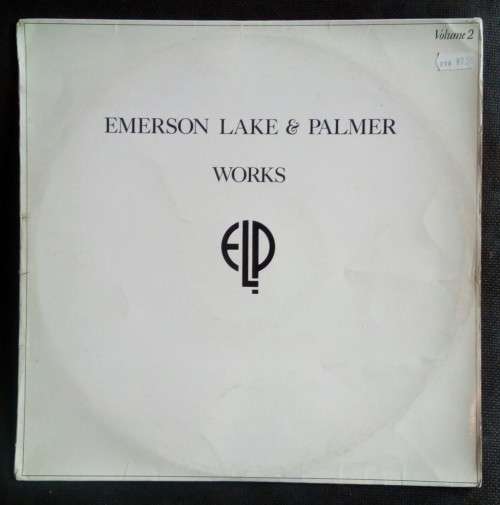 Volume 2
EMERSON LAKE & PALMER
WORKS
ELP